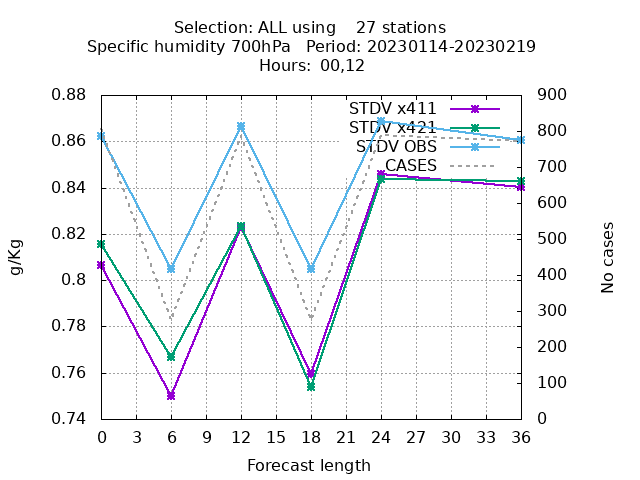 Selection: ALL using    27 stations
Specific humidity 700hPa   Period: 20230114-20230219
Hours:  00,12
STDV x411
STDV x421
STDV OBS
CASES
0.88
0.86
0.84
0.82
0.8
0.78
0.76
0.74
g/Kg
900
800
700
600
500
400
300
200
100
0
No cases
0 3 6 9 12 15 18 21 24 27 30 33 36
Forecast length